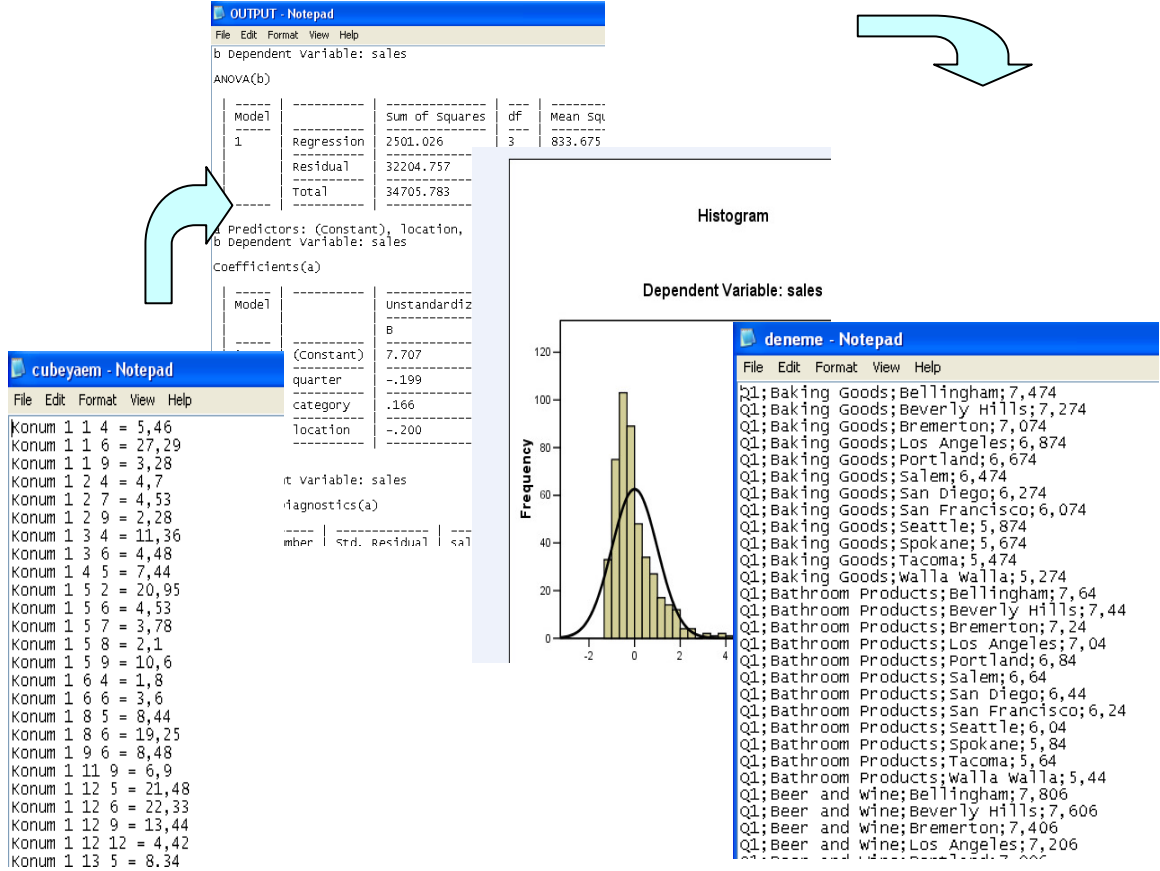 OUTPUT - Notepad
File Edit Format View Help
b Dependent Variable: sales
ANOVA(b)
Model Sum of Squares df Mean Squ
1 Regression 2501.026 3 833.675
Residual 32204.757
Total 34705.783
a Predictors: (Constant), location,
b Dependent Variable: sales
Coefficients(a)
Model Unstandardiz
B
(Constant) 7.707
quarter -.199
category .166
location -.200
nt Variable: sales
iagnostics(a)
mber Std. Residual sal
Histogram
Dependent Variable: sales
Frequency
120
100
80
60
40
20
0
-2 0 2 4
cubeyaem - Notepad
File Edit Format View Help
Konum 1 1 4 = 5,46
Konum 1 1 6 = 27,29
Konum 1 1 9 = 3,28
Konum 1 2 4 = 4,7
Konum 1 2 7 = 4,53
Konum 1 2 9 = 2,28
Konum 1 3 4 = 11,36
Konum 1 3 6 = 4,48
Konum 1 4 5 = 7,44
Konum 1 5 2 = 20,95
Konum 1 5 6 = 4,53
Konum 1 5 7 = 3,78
Konum 1 5 8 = 2,1
Konum 1 5 9 = 10,6
Konum 1 6 4 = 1,8
Konum 1 6 6 = 3,6
Konum 1 8 5 = 8,44
Konum 1 8 6 = 19,25
Konum 1 9 6 = 8,48
Konum 1 11 9 = 6,9
Konum 1 12 5 = 21,48
Konum 1 12 6 = 22,33
Konum 1 12 9 = 13,44
Konum 1 12 12 = 4,42
Konum 1 13 5 = 8,34
deneme - Notepad
File Edit Format View Help
Q1;Baking Goods;Bellingham;7,474
Q1;Baking Goods;Beverly Hills;7,274
Q1;Baking Goods;Bremerton;7,074
Q1;Baking Goods;Los Angeles;6,874
Q1;Baking Goods;Portland;6,674
Q1;Baking Goods;Salem;6,474
Q1;Baking Goods;San Diego;6,274
Q1;Baking Goods;San Francisco;6,074
Q1;Baking Goods;Seattle;5,874
Q1;Baking Goods;Spokane;5,674
Q1;Baking Goods;Tacoma;5,474
Q1;Baking Goods;Walla Walla;5,274
Q1;Bathroom Products;Bellingham;7,64
Q1;Bathroom Products;Beverly Hills;7,44
Q1;Bathroom Products;Bremerton;7,24
Q1;Bathroom Products;Los Angeles;7,04
Q1;Bathroom Products;Portland;6,84
Q1;Bathroom Products;Salem;6,64
Q1;Bathroom Products;San Diego;6,44
Q1;Bathroom Products;San Francisco;6,24
Q1;Bathroom Products;Seattle;6,04
Q1;Bathroom Products;Spokane;5,84
Q1;Bathroom Products;Tacoma;5,64
Q1;Bathroom Products;Walla Walla;5,44
Q1;Beer and Wine;Bellingham;7,806
Q1;Beer and Wine;Beverly Hills;7,606
Q1;Beer and Wine;Bremerton;7,406
Q1;Beer and Wine;Los Angeles;7,206